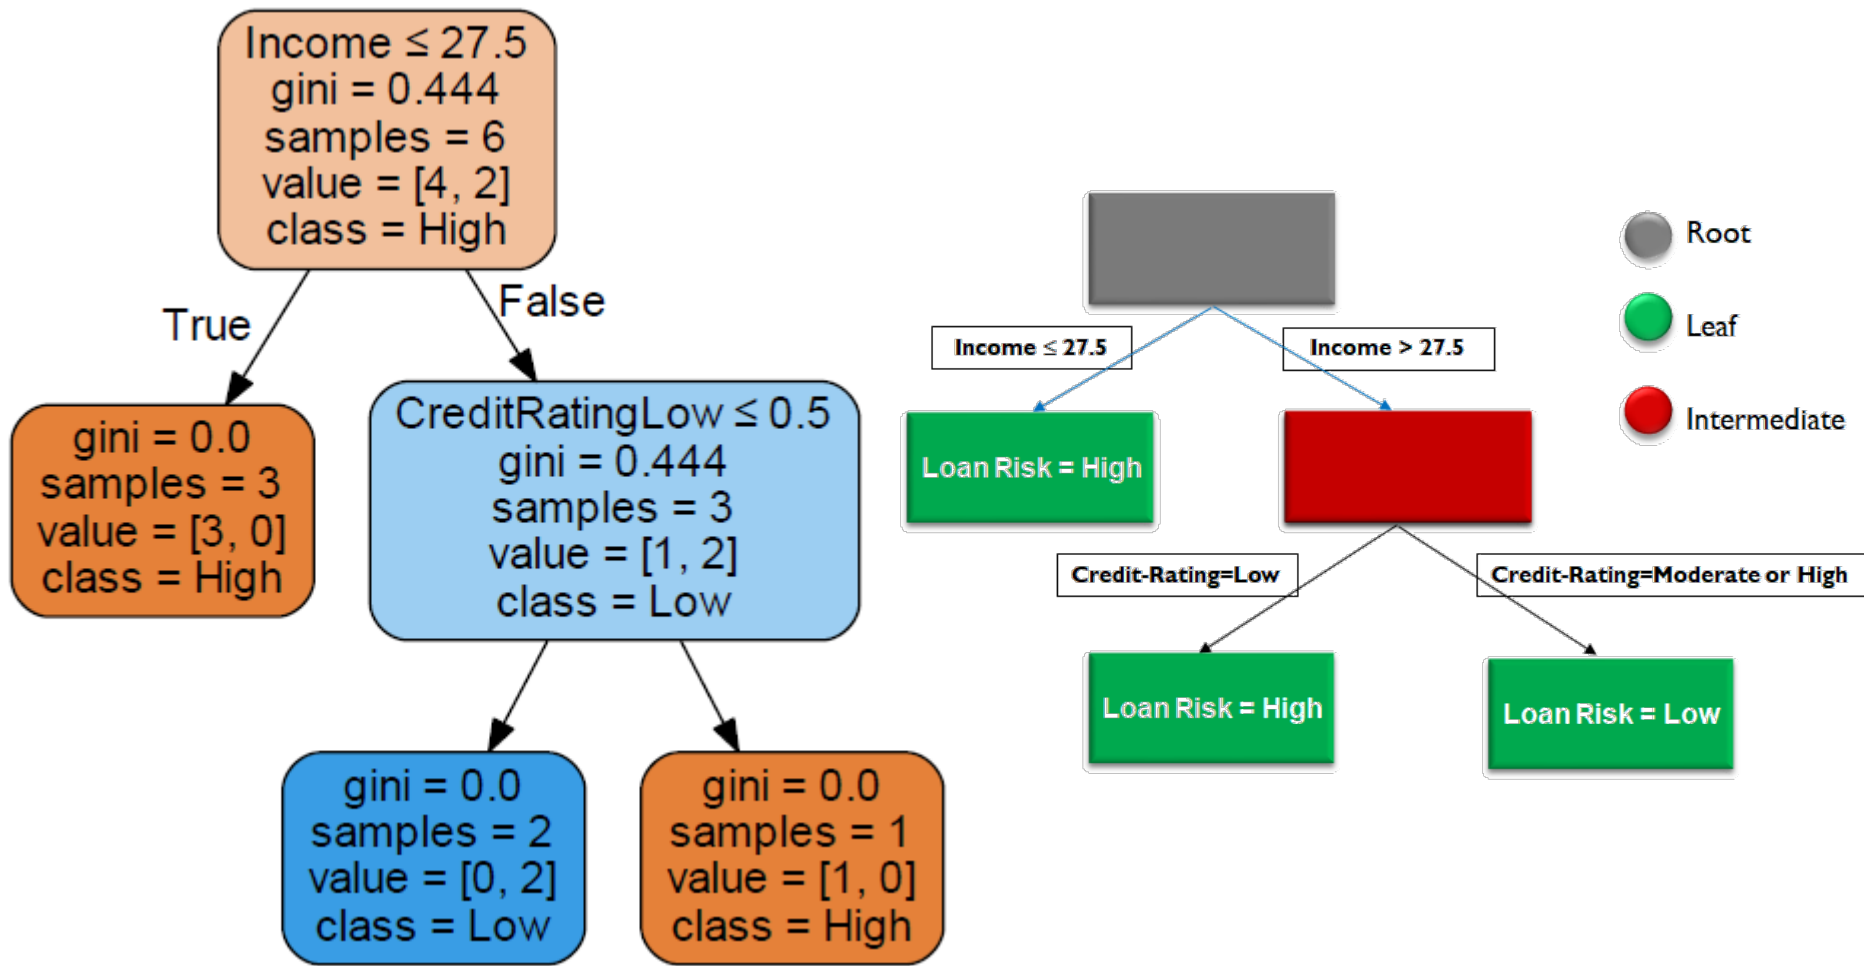 Income ≤ 27.5
gini = 0.444
samples = 6
value = [4, 2]
class = High
True
False
gini = 0.0
samples = 3
value = [3, 0]
class = High
CreditRatingLow ≤ 0.5
gini = 0.444
samples = 3
value = [1, 2]
class = Low
gini = 0.0
samples = 2
value = [0, 2]
class = Low
gini = 0.0
samples = 1
value = [1, 0]
class = High
Income ≤ 27.5
Income > 27.5
Loan Risk = High
Credit-Rating=Low
Credit-Rating=Moderate or High
Loan Risk = High
Loan Risk = Low
Root
Leaf
Intermediate